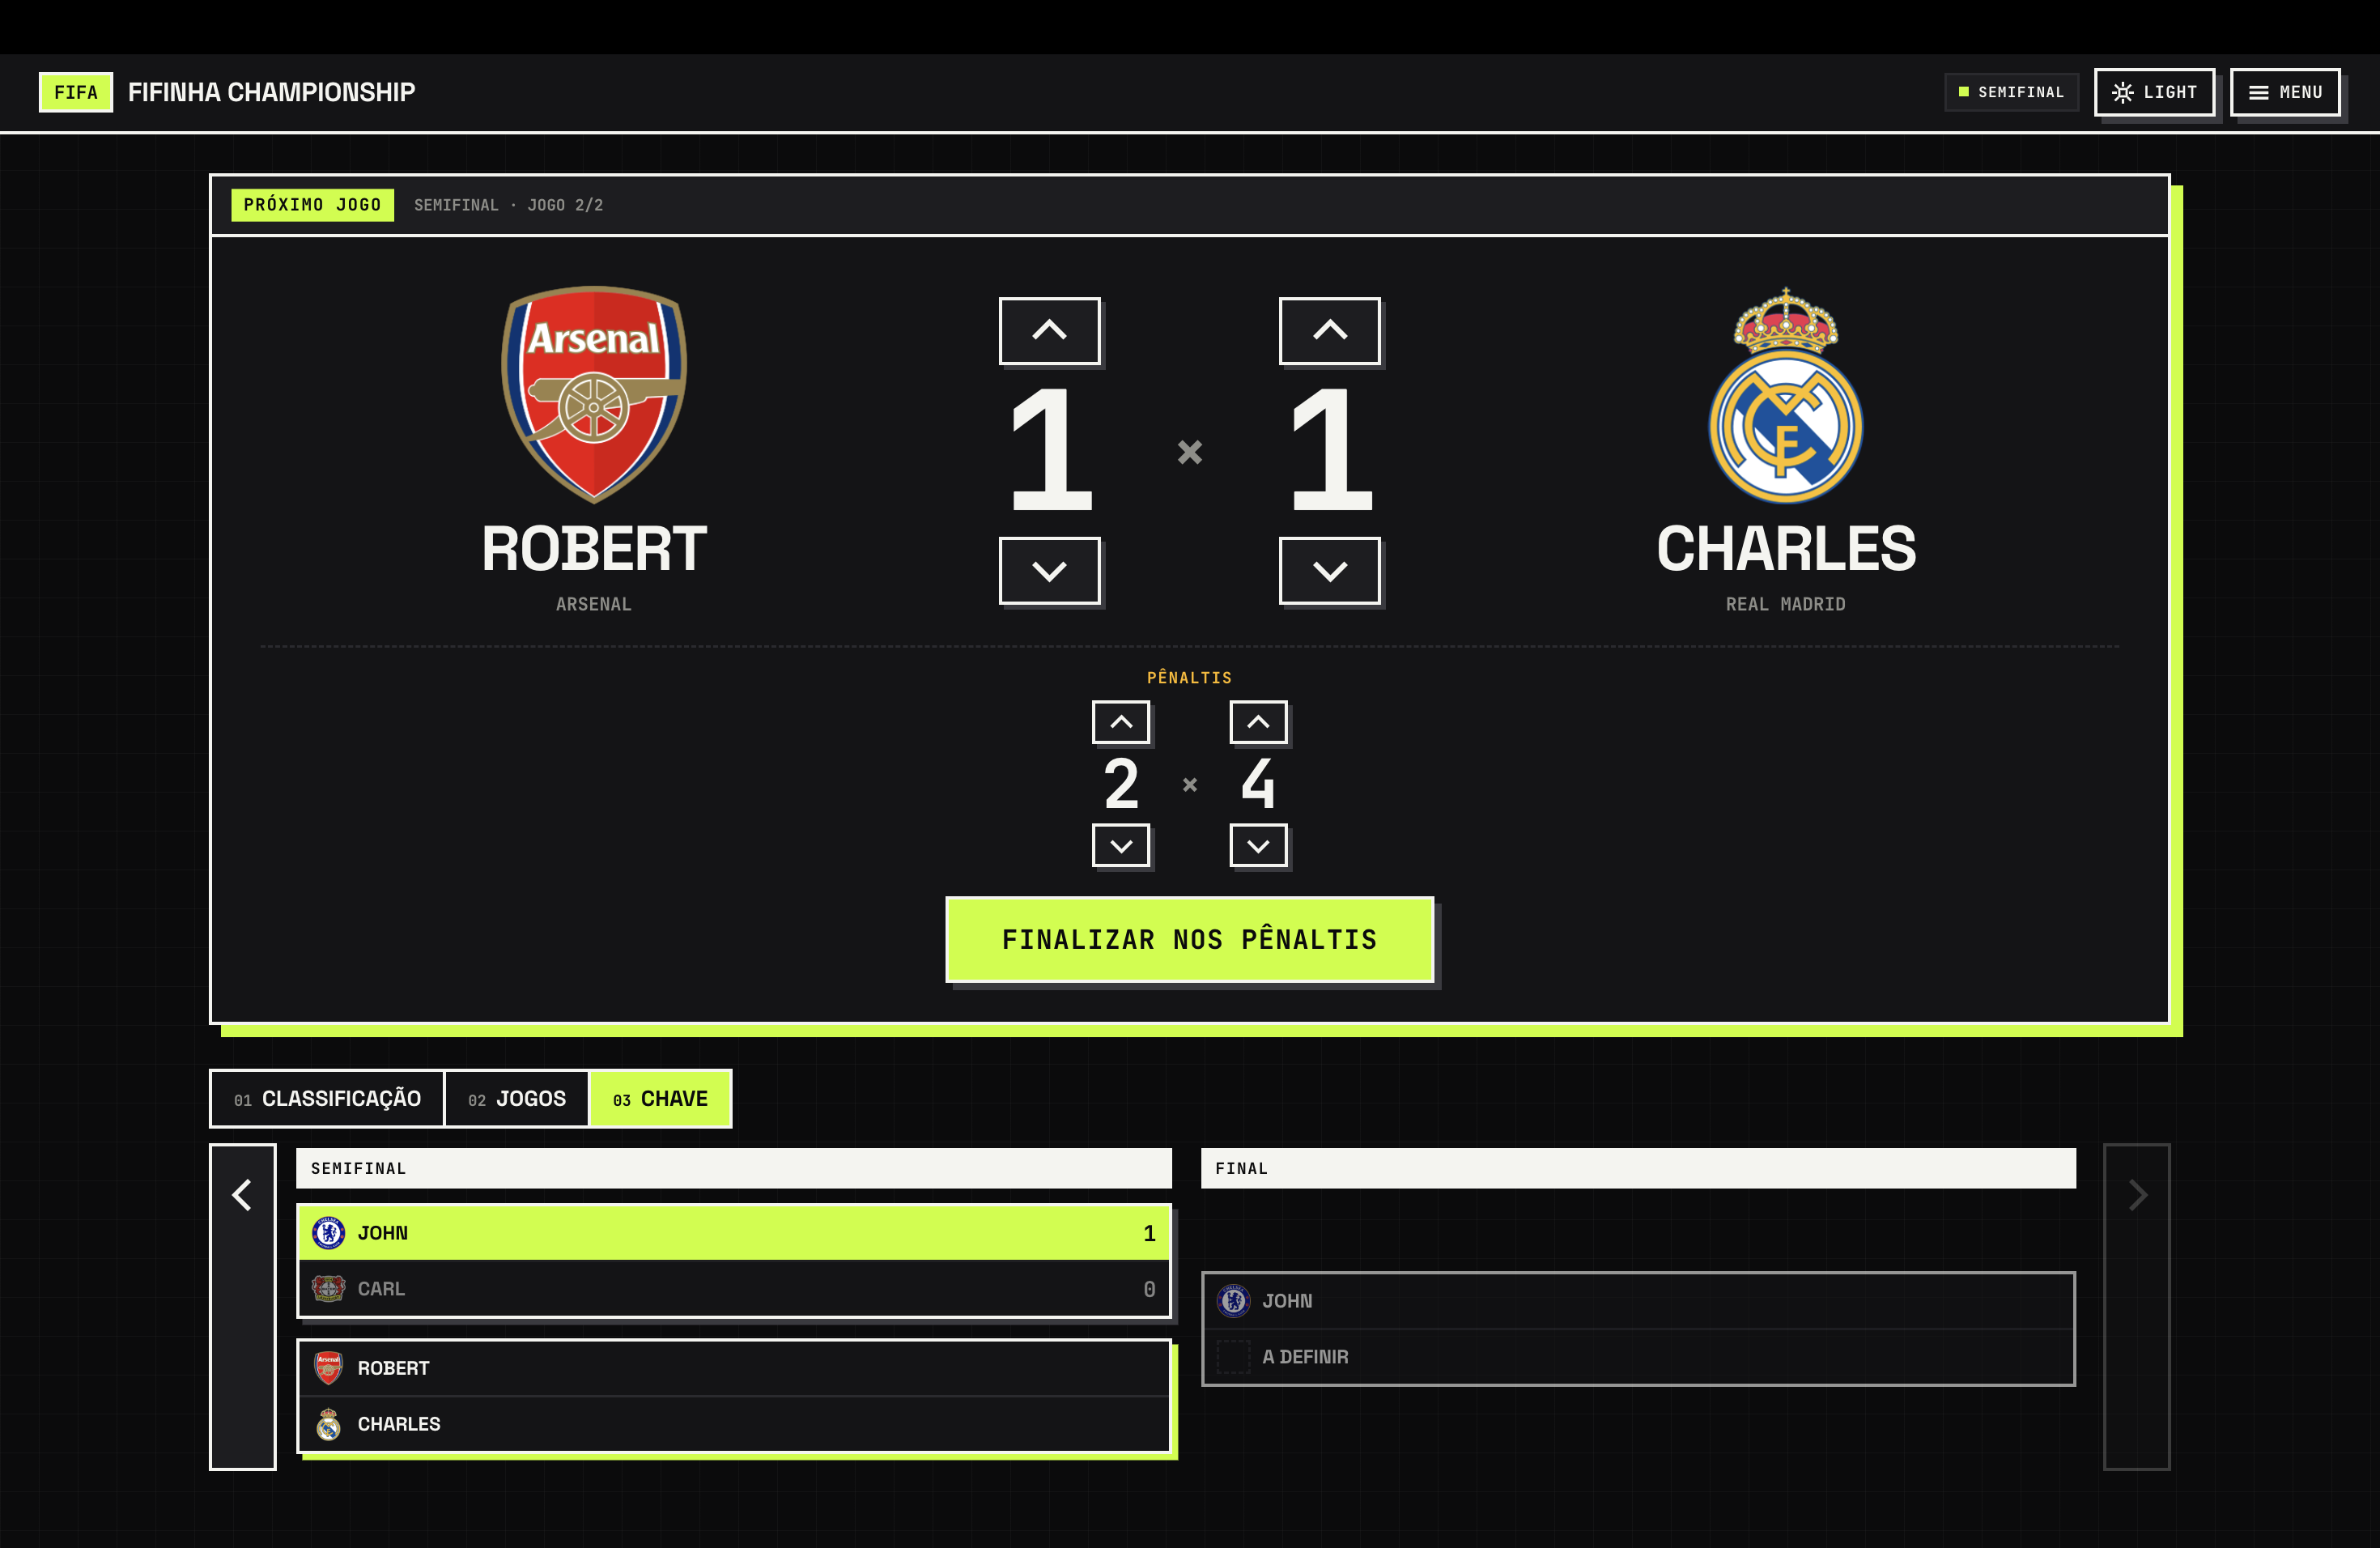 FIFA FIFINHA CHAMPIONSHIP
SEMIFINAL LIGHT MENU
PRÓXIMO JOGO SEMIFINAL · JOGO 2/2
Arsenal
1 × 1
ROBERT CHARLES
ARSENAL REAL MADRID
PÊNALTIS
2 × 4
FINALIZAR NOS PÊNALTIS
01 CLASSIFICAÇÃO 02 JOGOS 03 CHAVE
SEMIFINAL
JOHN 1
CARL 0
Arsenal
ROBERT
CHARLES
FINAL
JOHN
A DEFINIR